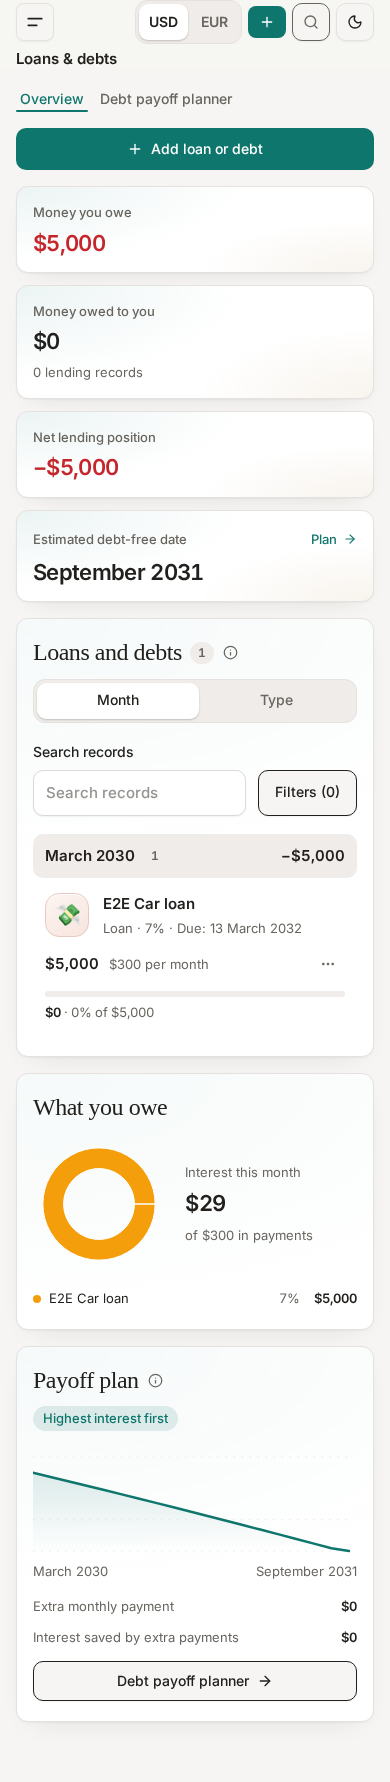 USD EUR
Loans & debts
Overview Debt payoff planner
Add loan or debt
Money you owe
$5,000
Money owed to you
$0
0 lending records
Net lending position
−$5,000
Estimated debt-free date Plan →
September 2031
Loans and debts 1
Month Type
Search records
Search records Filters (0)
March 2030 1 −$5,000
E2E Car loan
Loan · 7% · Due: 13 March 2032
$5,000 $300 per month
$0 · 0% of $5,000
What you owe
Interest this month
$29
of $300 in payments
E2E Car loan 7% $5,000
Payoff plan
Highest interest first
March 2030 September 2031
Extra monthly payment $0
Interest saved by extra payments $0
Debt payoff planner →